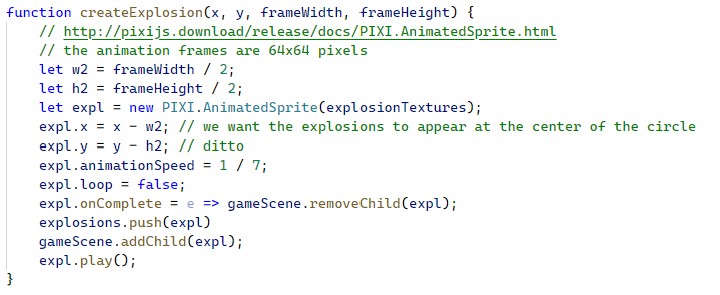 function createExplosion(x, y, frameWidth, frameHeight) {
    // http://pixijs.download/release/docs/PIXI.AnimatedSprite.html
    // the animation frames are 64x64 pixels
    let w2 = frameWidth / 2;
    let h2 = frameHeight / 2;
    let expl = new PIXI.AnimatedSprite(explosionTextures);
    expl.x = x - w2; // we want the explosions to appear at the center of the circle
    expl.y = y - h2; // ditto
    expl.animationSpeed = 1 / 7;
    expl.loop = false;
    expl.onComplete = e => gameScene.removeChild(expl);
    explosions.push(expl)
    gameScene.addChild(expl);
    expl.play();
}